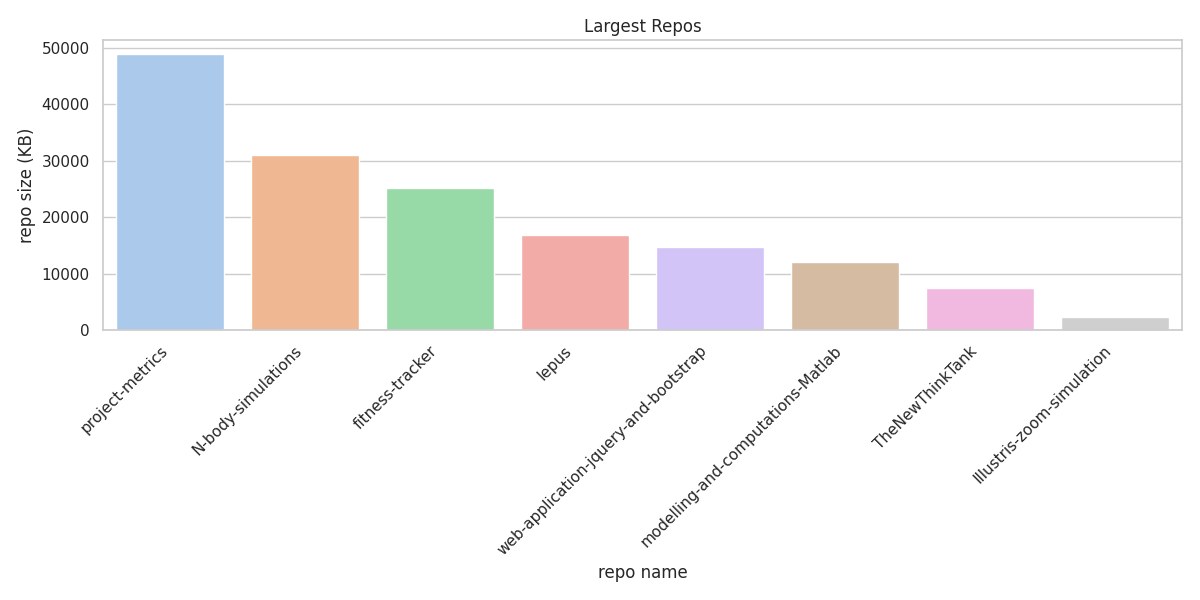 Largest Repos
repo size (KB)
50000
40000
30000
20000
10000
0
project-metrics
N-body-simulations
fitness-tracker
lepus
web-application-jquery-and-bootstrap
modelling-and-computations-Matlab
TheNewThinkTank
Illustris-zoom-simulation
repo name